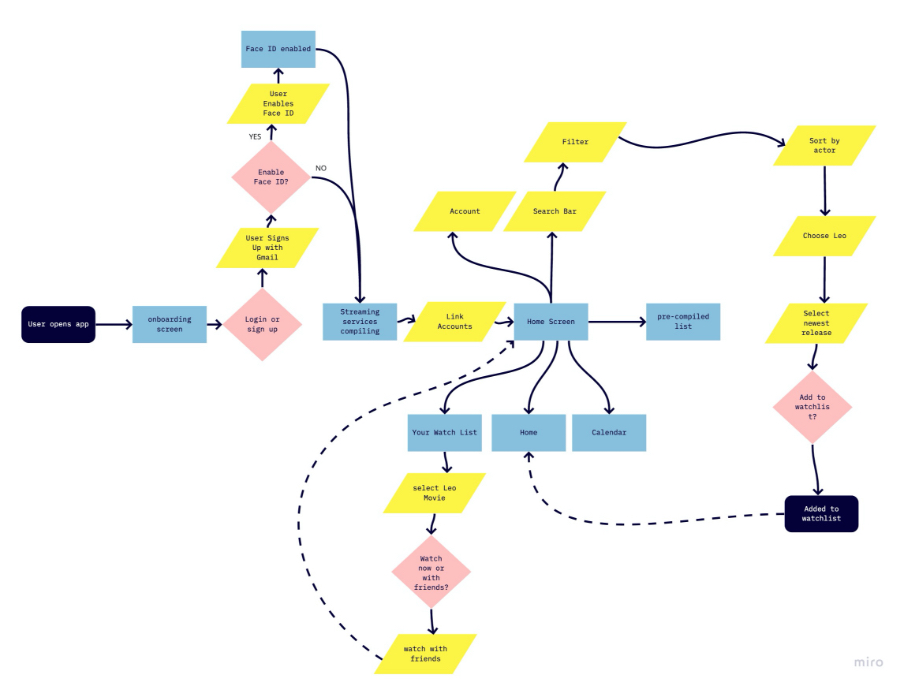 Face ID enabled
User
Enables
Face ID
YES
Enable
Face ID?
NO
User Signs
Up with
Gmail
Login or
sign up
User opens app
onboarding
screen
Streaming
services
compiling
Link
Accounts
Home Screen
pre-compiled
list
Account
Search Bar
Filter
Sort by
actor
Choose Leo
Select
newest
release
Add to
watchlis
t?
Added to
watchlist
Your Watch List
Home
Calendar
select Leo
Movie
Watch
now or
with
friends?
watch with
friends
miro